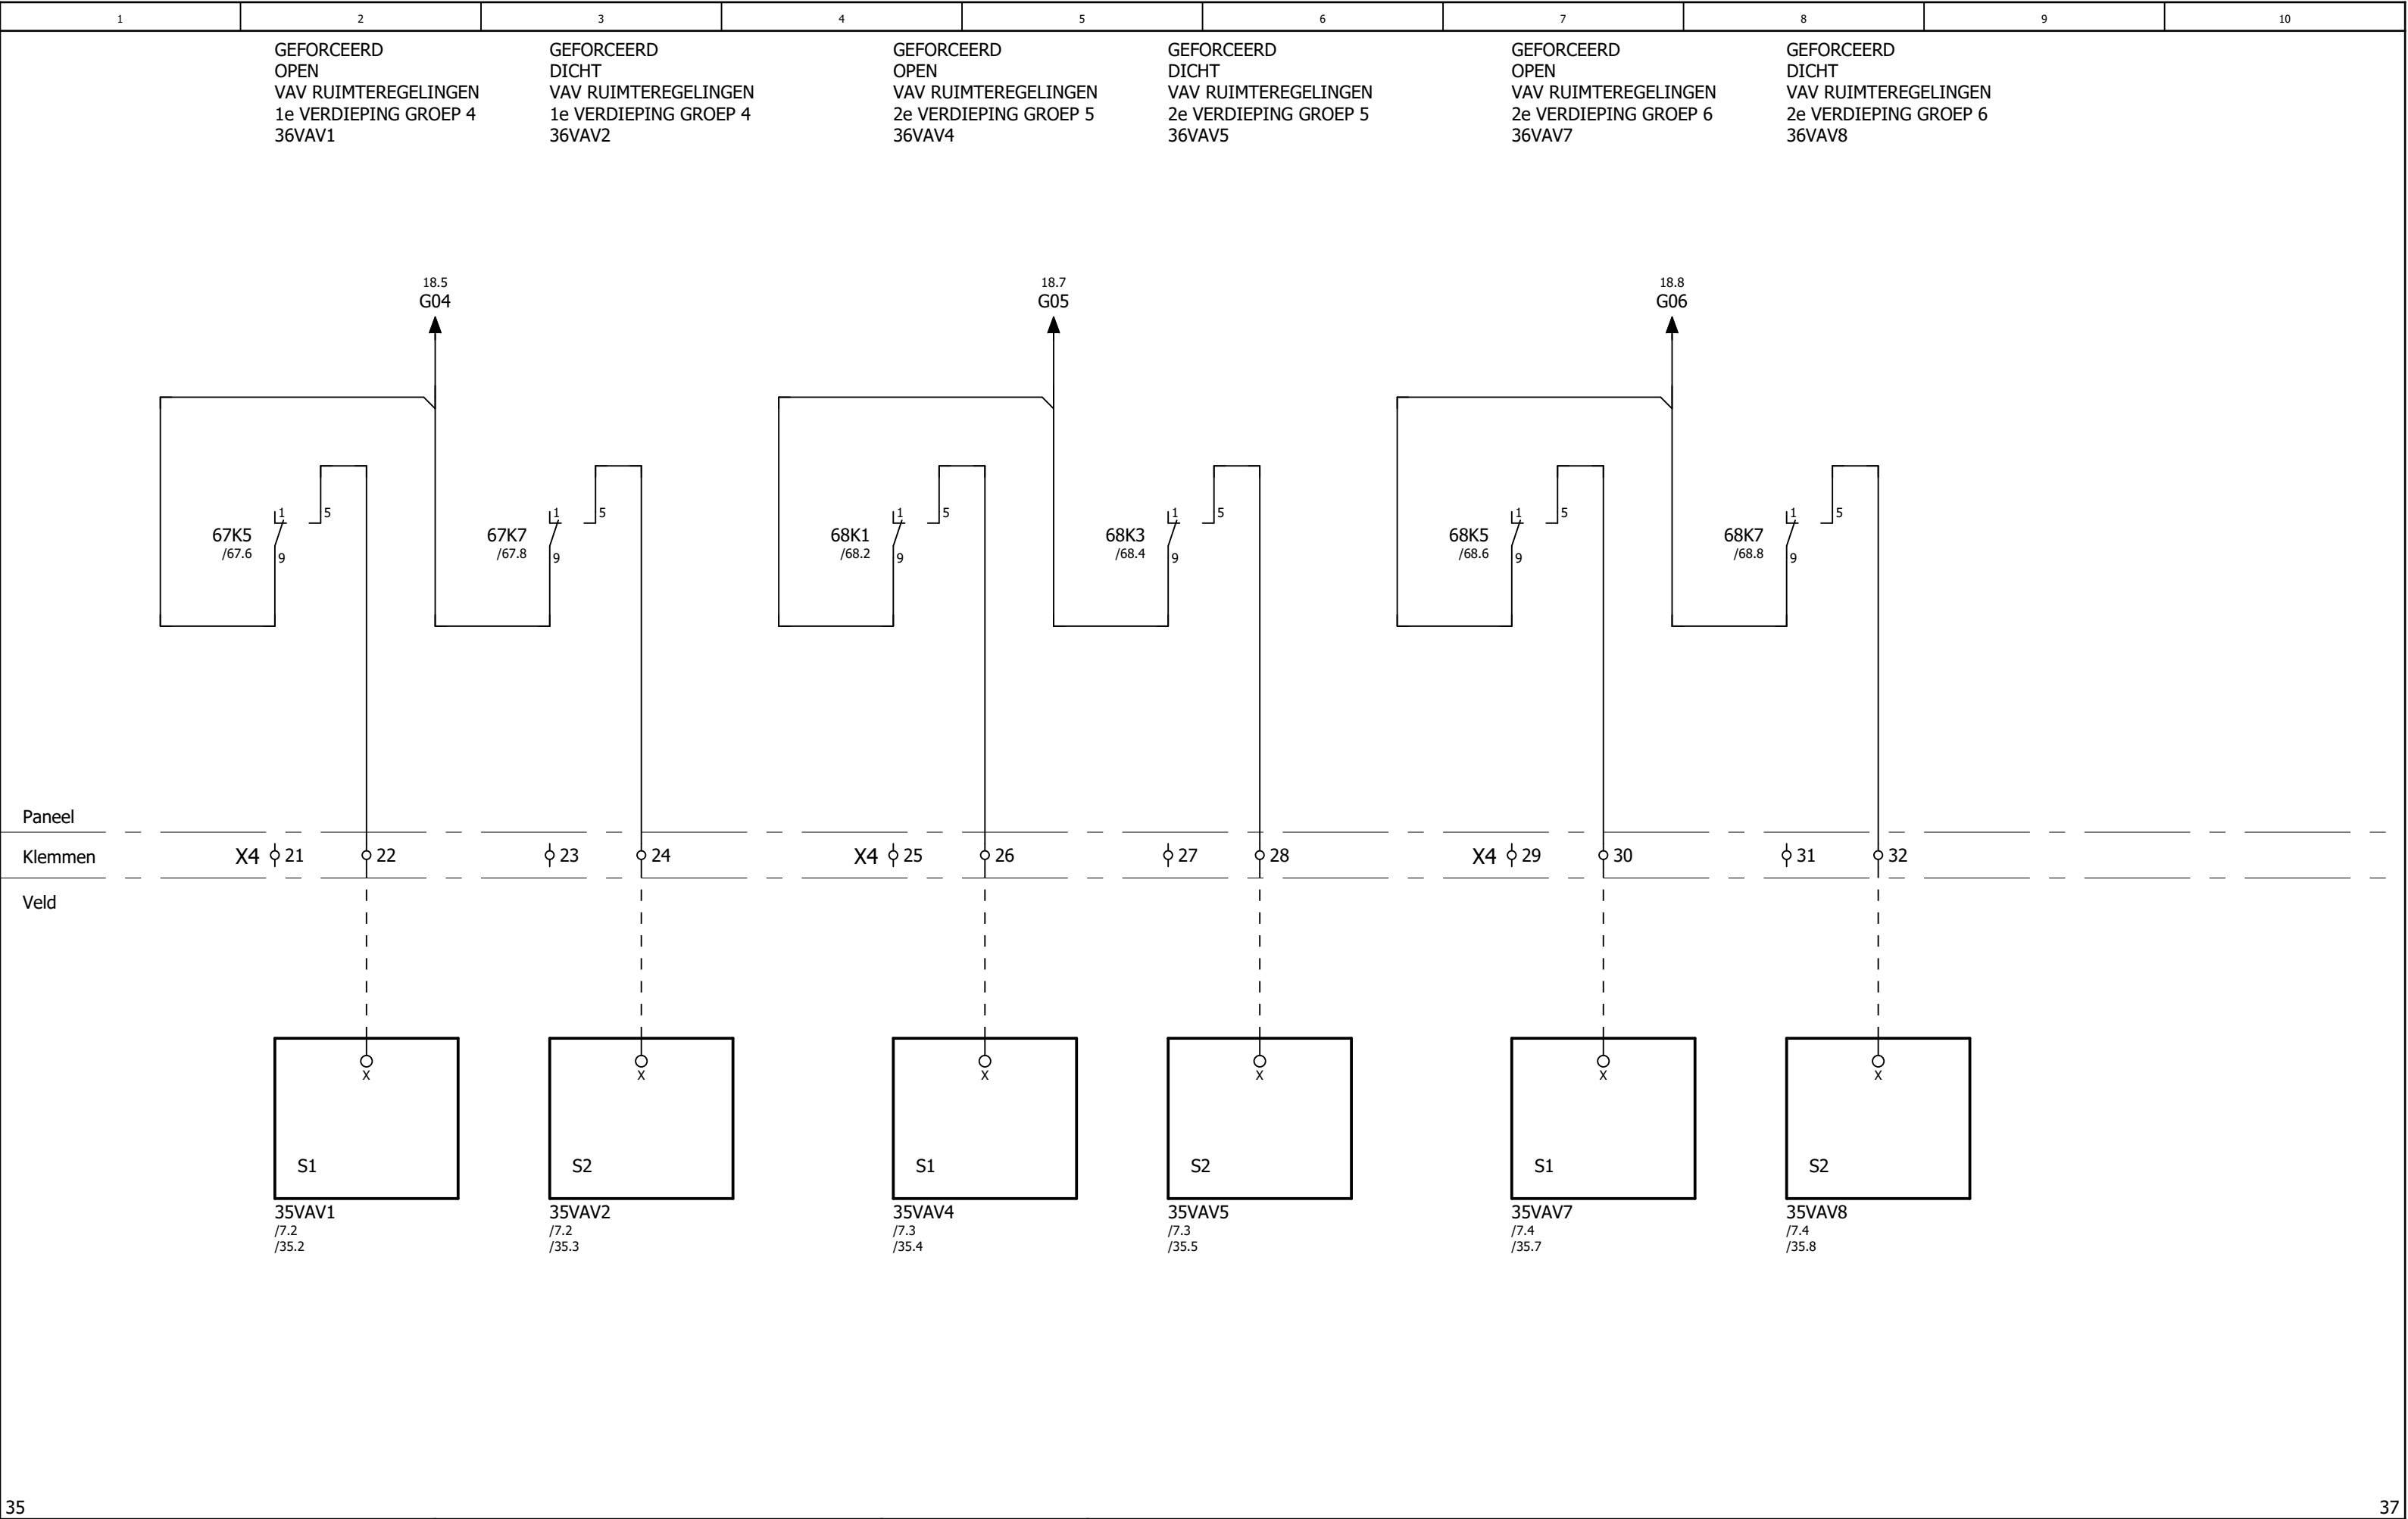 1 2 3 4 5 6 7 8 9 10
GEFORCEERD
OPEN
VAV RUIMTEREGELINGEN
1e VERDIEPING GROEP 4
36VAV1
GEFORCEERD
DICHT
VAV RUIMTEREGELINGEN
1e VERDIEPING GROEP 4
36VAV2
GEFORCEERD
OPEN
VAV RUIMTEREGELINGEN
2e VERDIEPING GROEP 5
36VAV4
GEFORCEERD
DICHT
VAV RUIMTEREGELINGEN
2e VERDIEPING GROEP 5
36VAV5
GEFORCEERD
OPEN
VAV RUIMTEREGELINGEN
2e VERDIEPING GROEP 6
36VAV7
GEFORCEERD
DICHT
VAV RUIMTEREGELINGEN
2e VERDIEPING GROEP 6
36VAV8
18.5
G04
18.7
G05
18.8
G06
67K5
/67.6
1
5
9
67K7
/67.8
1
5
9
68K1
/68.2
1
5
9
68K3
/68.4
1
5
9
68K5
/68.6
1
5
9
68K7
/68.8
1
5
9
Paneel
Klemmen X4 21 22 23 24 X4 25 26 27 28 X4 29 30 31 32
Veld
X
S1
35VAV1
/7.2
/35.2
X
S2
35VAV2
/7.2
/35.3
X
S1
35VAV4
/7.3
/35.4
X
S2
35VAV5
/7.3
/35.5
X
S1
35VAV7
/7.4
/35.7
X
S2
35VAV8
/7.4
/35.8
35 37